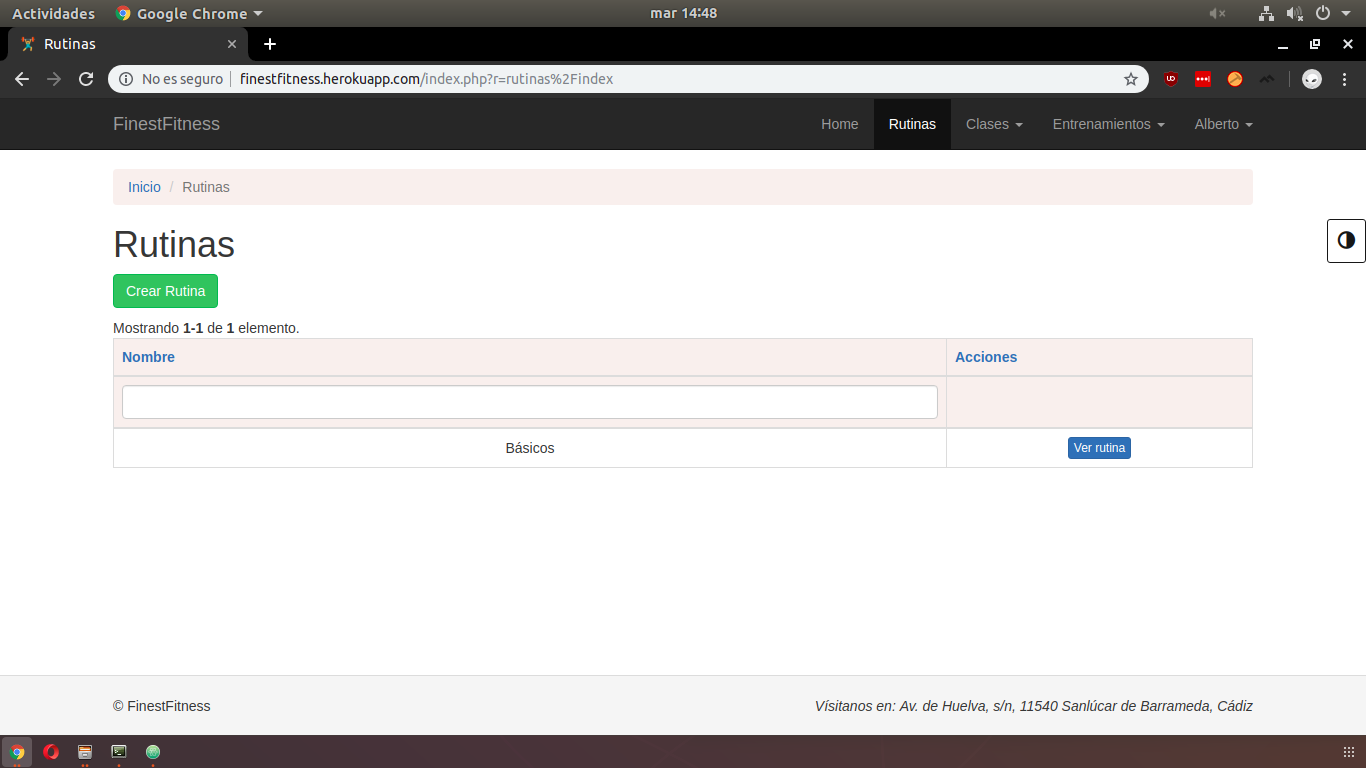 Actividades Google Chrome mar 14:48
Rutinas
No es seguro finestfitness.herokuapp.com/index.php?r=rutinas%2Findex
FinestFitness Home Rutinas Clases Entrenamientos Alberto
Inicio / Rutinas
Rutinas
Crear Rutina
Mostrando 1-1 de 1 elemento.
Nombre Acciones
Básicos Ver rutina
© FinestFitness Vísitanos en: Av. de Huelva, s/n, 11540 Sanlúcar de Barrameda, Cádiz